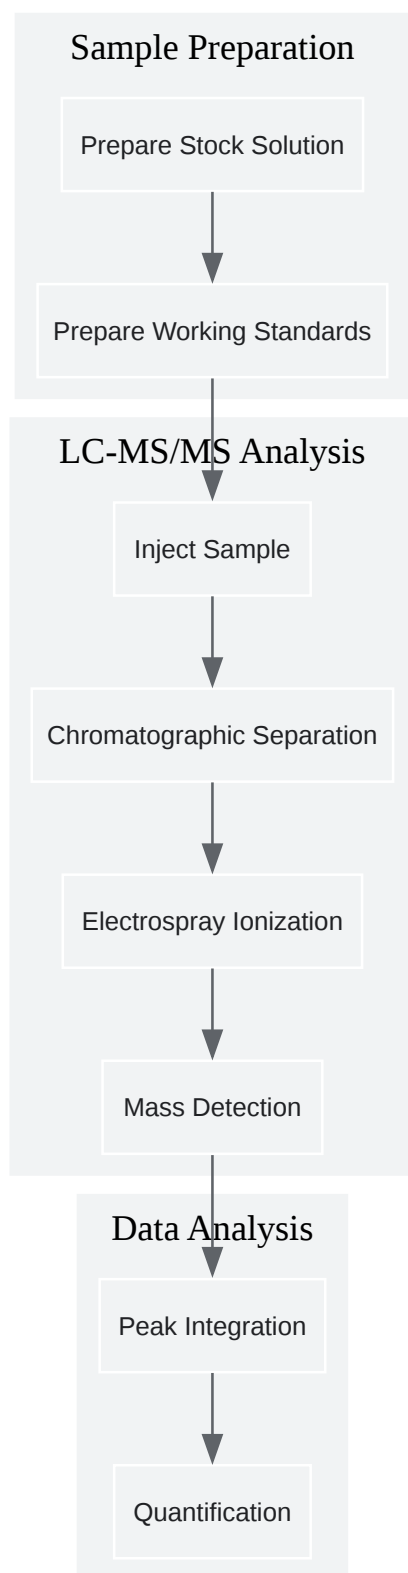 Sample Preparation
Prepare Stock Solution
Prepare Working Standards
LC-MS/MS Analysis
Inject Sample
Chromatographic Separation
Electrospray Ionization
Mass Detection
Data Analysis
Peak Integration
Quantification